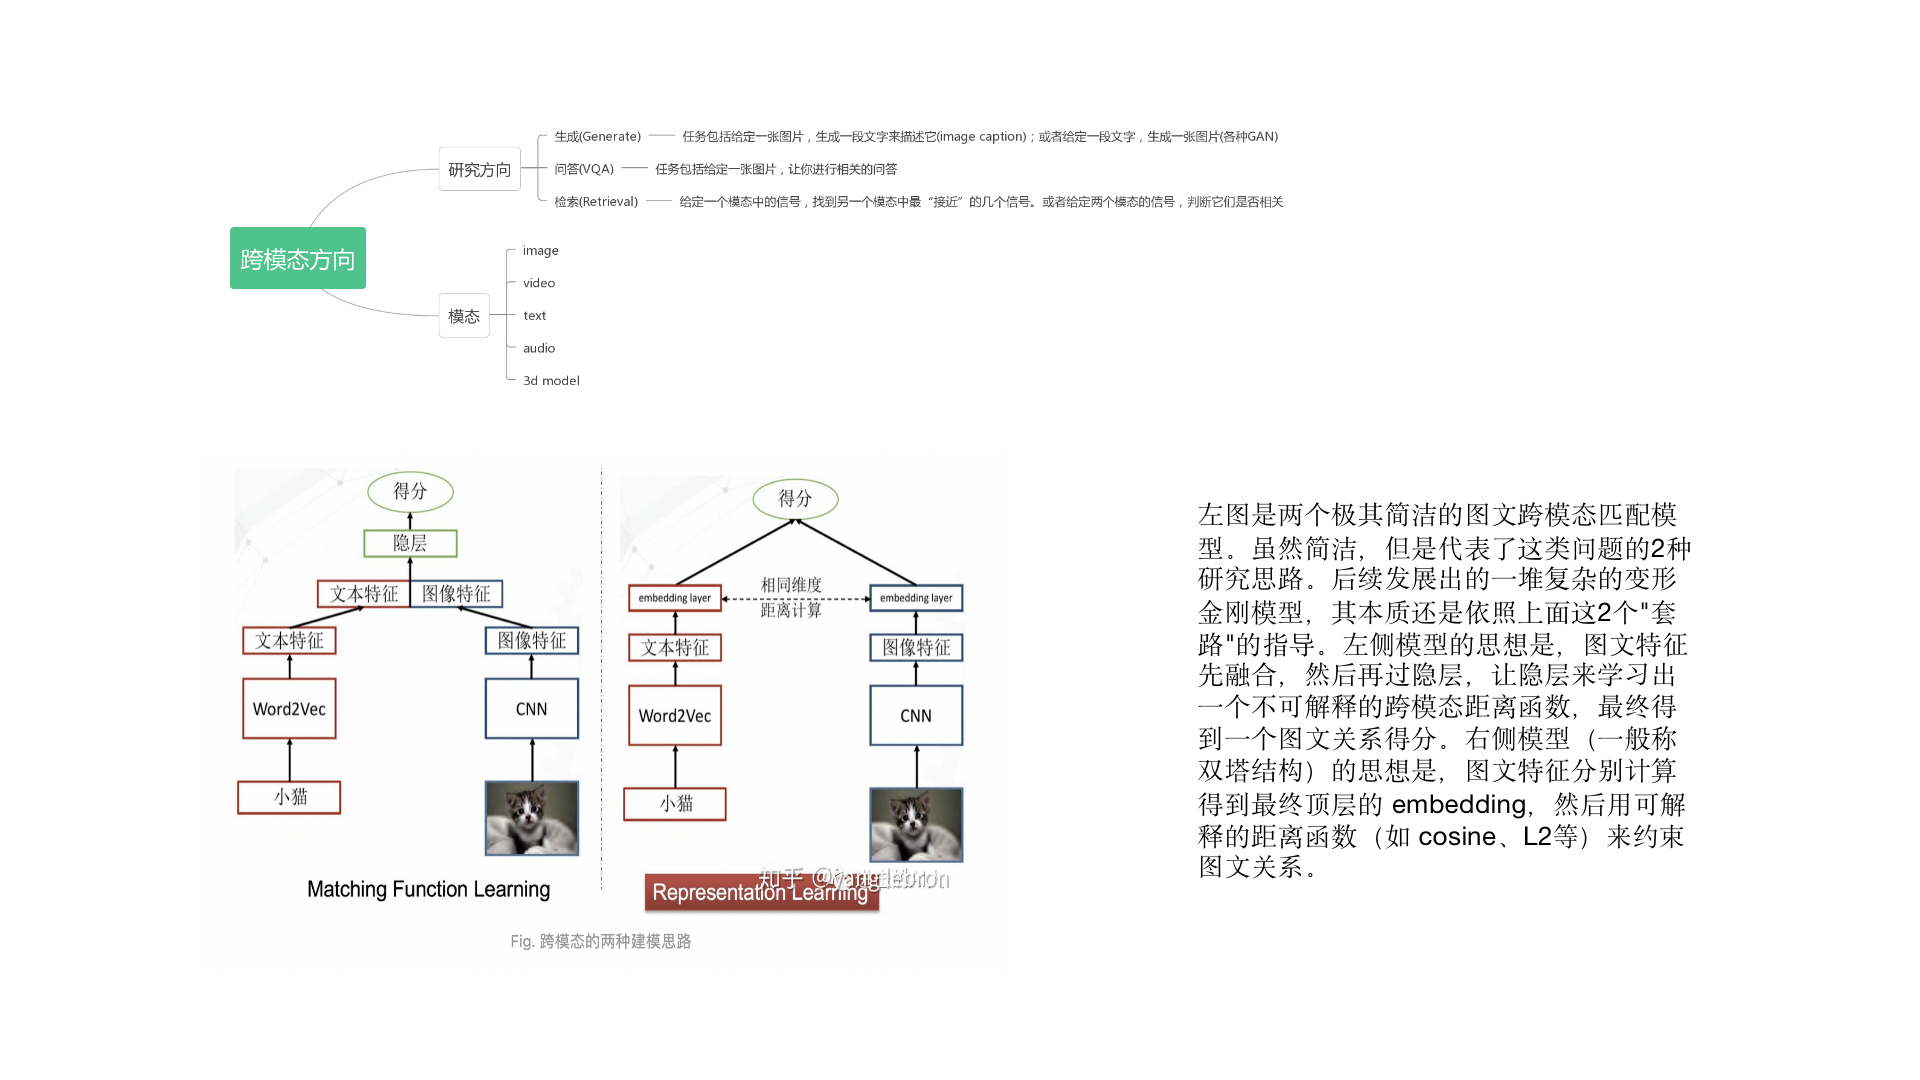 生成(Generate) 任务包括给定一张图片，生成一段文字来描述它(image caption)；或者给定一段文字，生成一张图片(各种GAN)
研究方向
问答(VQA) 任务包括给定一张图片，让你进行相关的问答
检索(Retrieval) 给定一个模态中的信号，找到另一个模态中最“接近”的几个信号。或者给定两个模态的信号，判断它们是否相关
跨模态方向
image
video
模态
text
audio
3d model
得分
隐层
文本特征 图像特征
文本特征 图像特征
Word2Vec CNN
小猫
Matching Function Learning
得分
相同维度
embedding layer embedding layer
距离计算
文本特征 图像特征
Word2Vec CNN
小猫
知乎
Representation Learning
Fig. 跨模态的两种建模思路
左图是两个极其简洁的图文跨模态匹配模
型。虽然简洁，但是代表了这类问题的2种
研究思路。后续发展出的一堆复杂的变形
金刚模型，其本质还是依照上面这2个"套
路"的指导。左侧模型的思想是，图文特征
先融合，然后再过隐层，让隐层来学习出
一个不可解释的跨模态距离函数，最终得
到一个图文关系得分。右侧模型（一般称
双塔结构）的思想是，图文特征分别计算
得到最终顶层的 embedding，然后用可解
释的距离函数（如 cosine、L2等）来约束
图文关系。